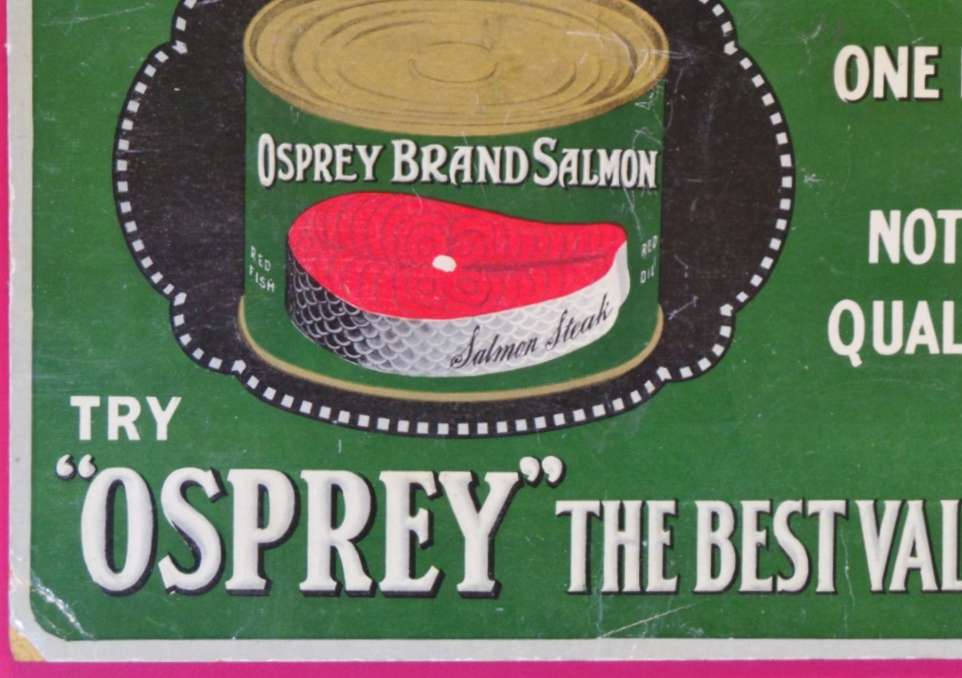 OSPREY BRAND SALMON
RED
FISH
RED
OIL
Salmon Steak
ONE
NOT
QUAL
TRY
"OSPREY" THE BEST VAL